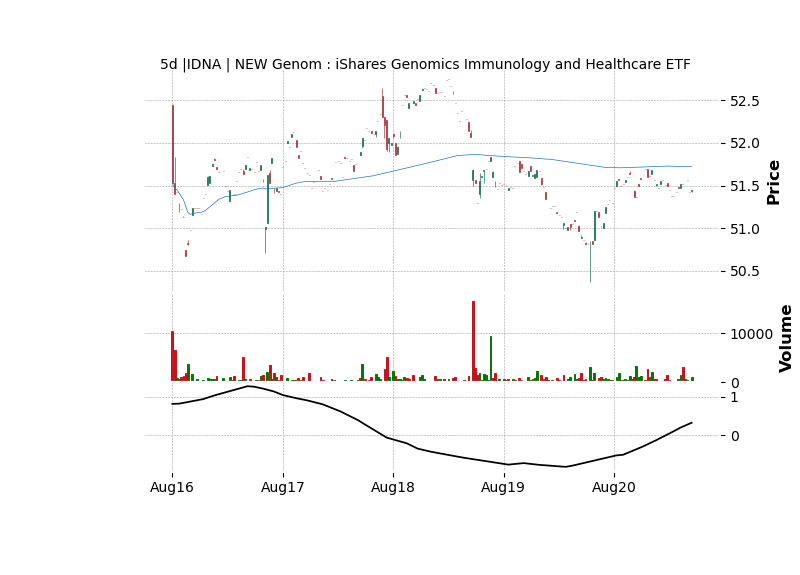 5d |IDNA | NEW Genom : iShares Genomics Immunology and Healthcare ETF
52.5
52.0
51.5
51.0
50.5
Price
10000
0
Volume
1
0
Aug16 Aug17 Aug18 Aug19 Aug20